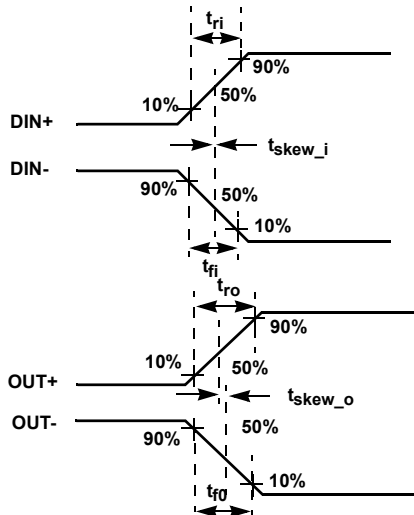 tri
90%
50%
10%
DIN+
tskew_i
DIN-
50%
90%
10%
tfi
tro
90%
10%
50%
OUT+
tskew_o
OUT-
50%
90%
10%
tf0